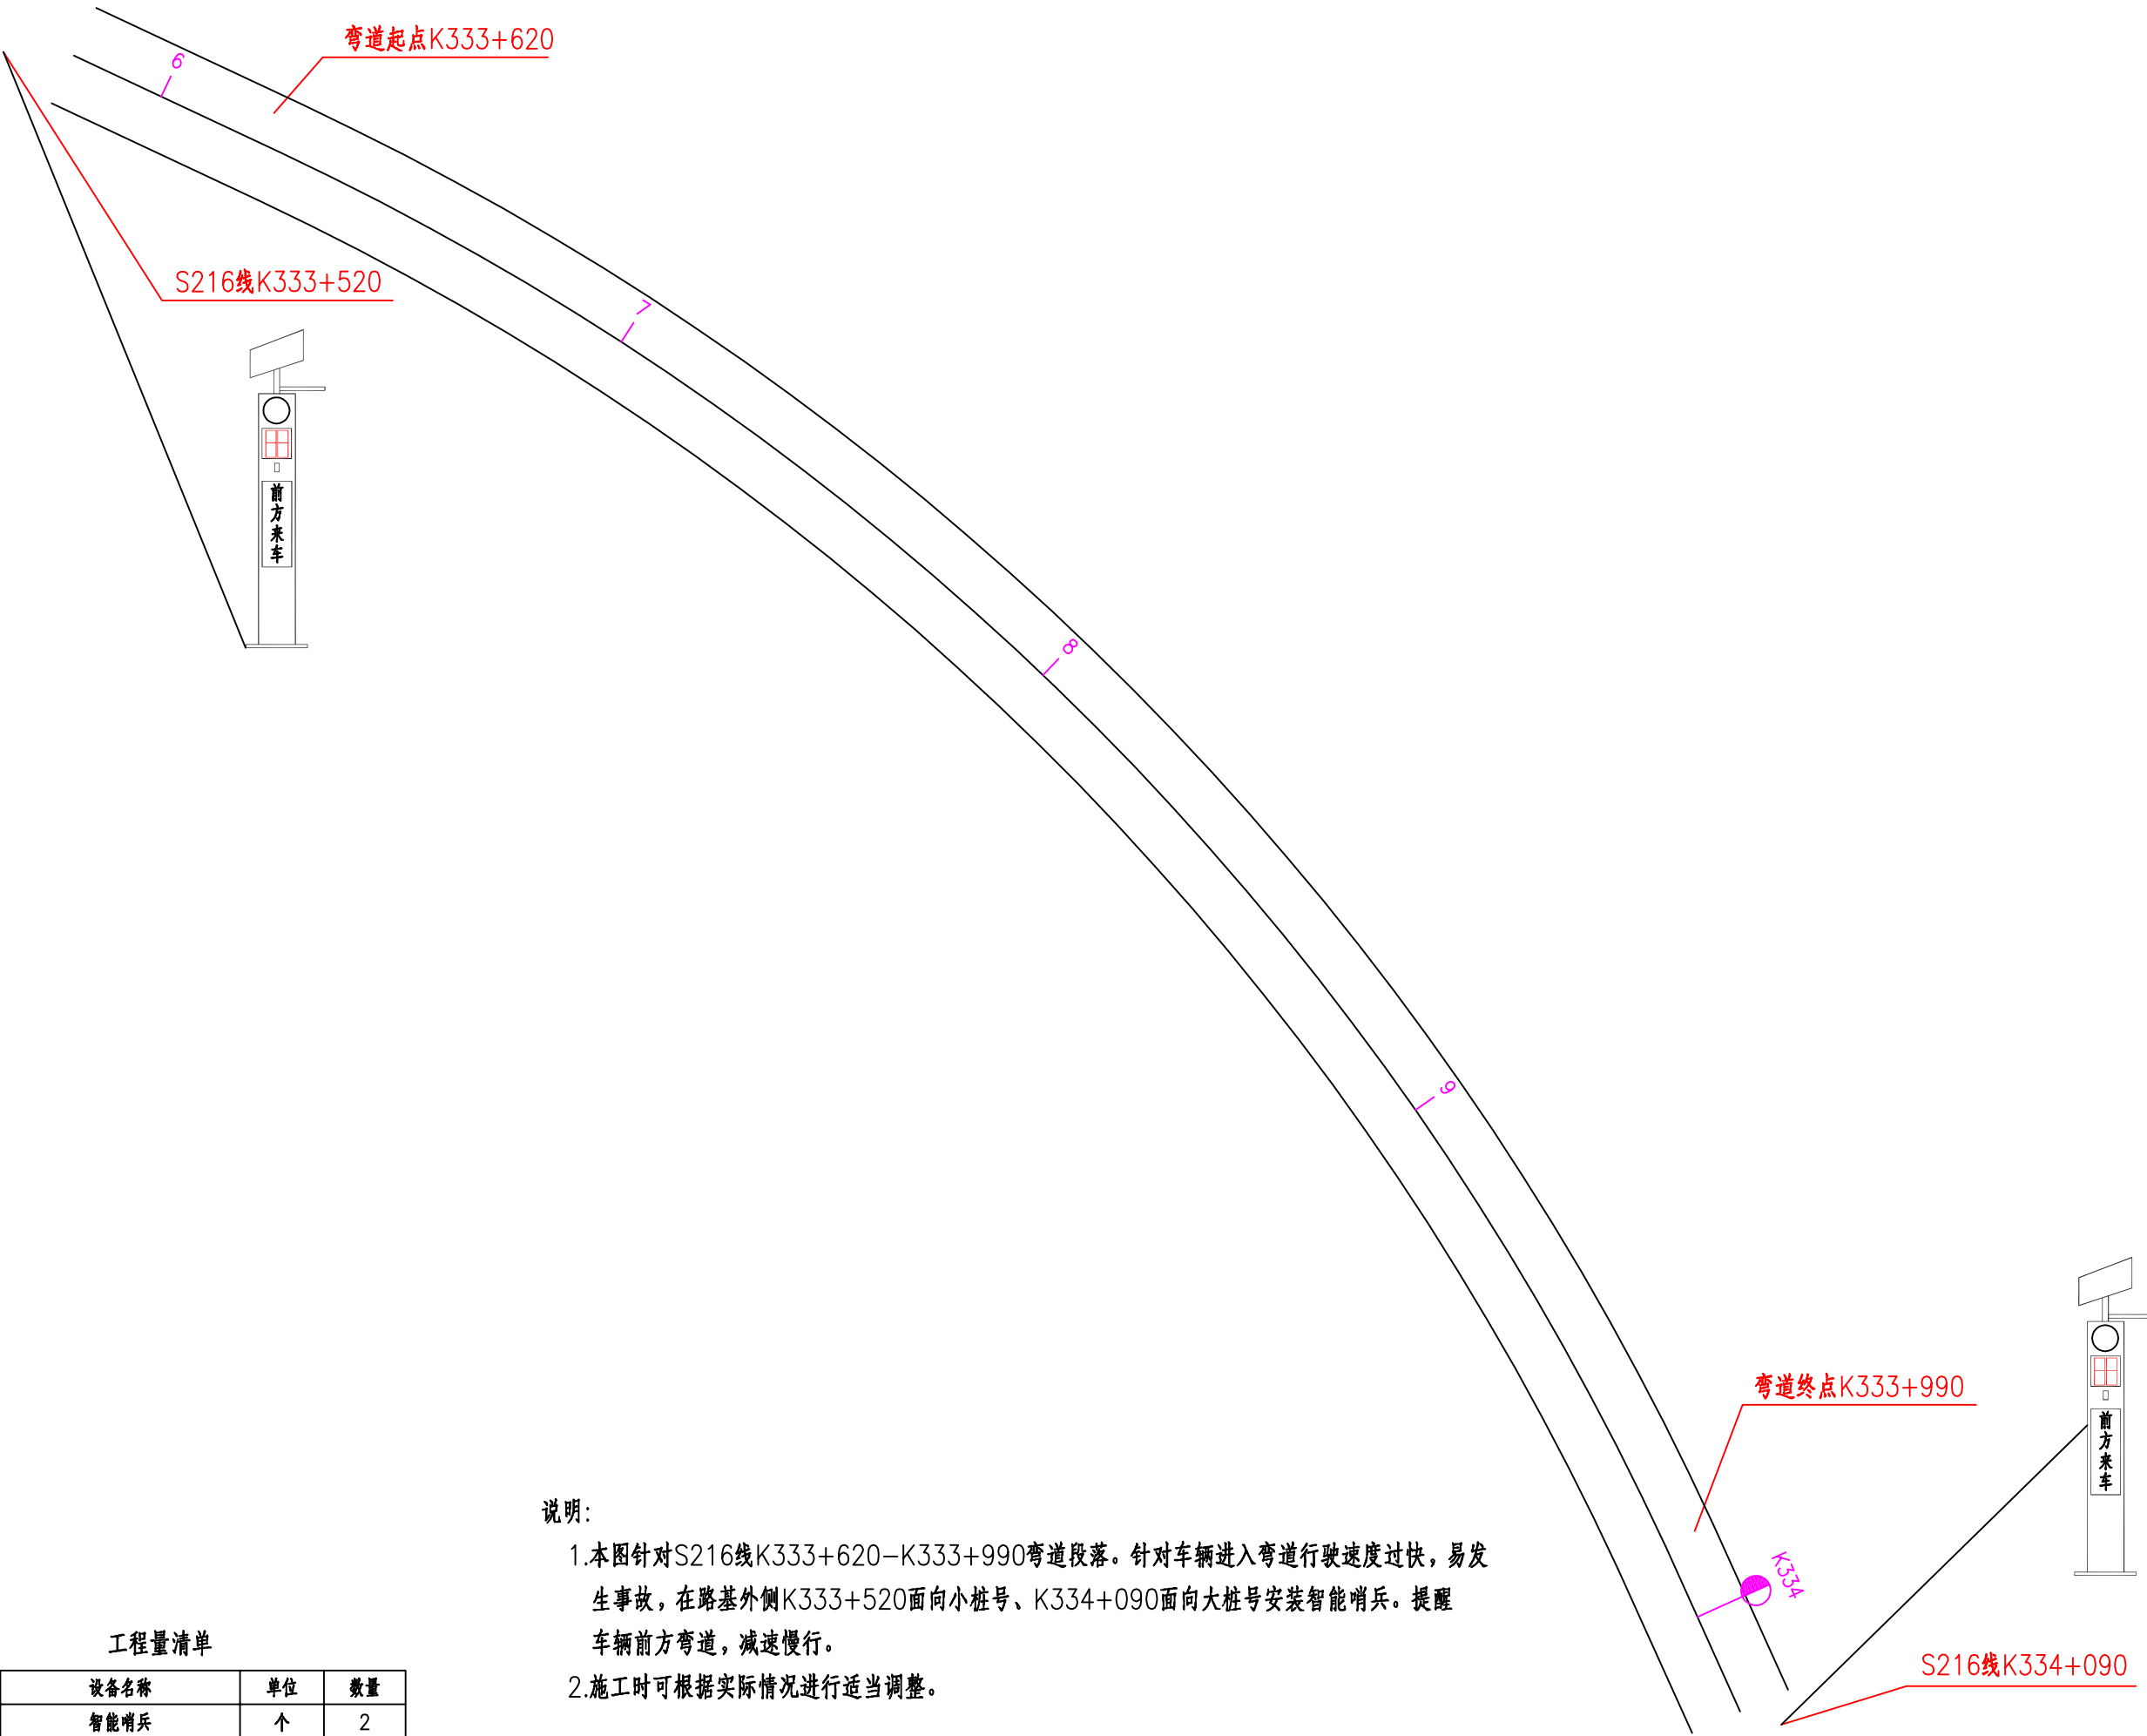 弯道起点K333+620
6
S216线K333+520
7
前方来车
8
9
前方来车
弯道终点K333+990
K334
S216线K334+090
说明:
1.本图针对S216线K333+620-K333+990弯道段落。针对车辆进入弯道行驶速度过快，易发
生事故，在路基外侧K333+520面向小桩号、K334+090面向大桩号安装智能哨兵。提醒
车辆前方弯道，减速慢行。
2.施工时可根据实际情况进行适当调整。
工程量清单
设备名称 单位 数量
智能哨兵 个 2